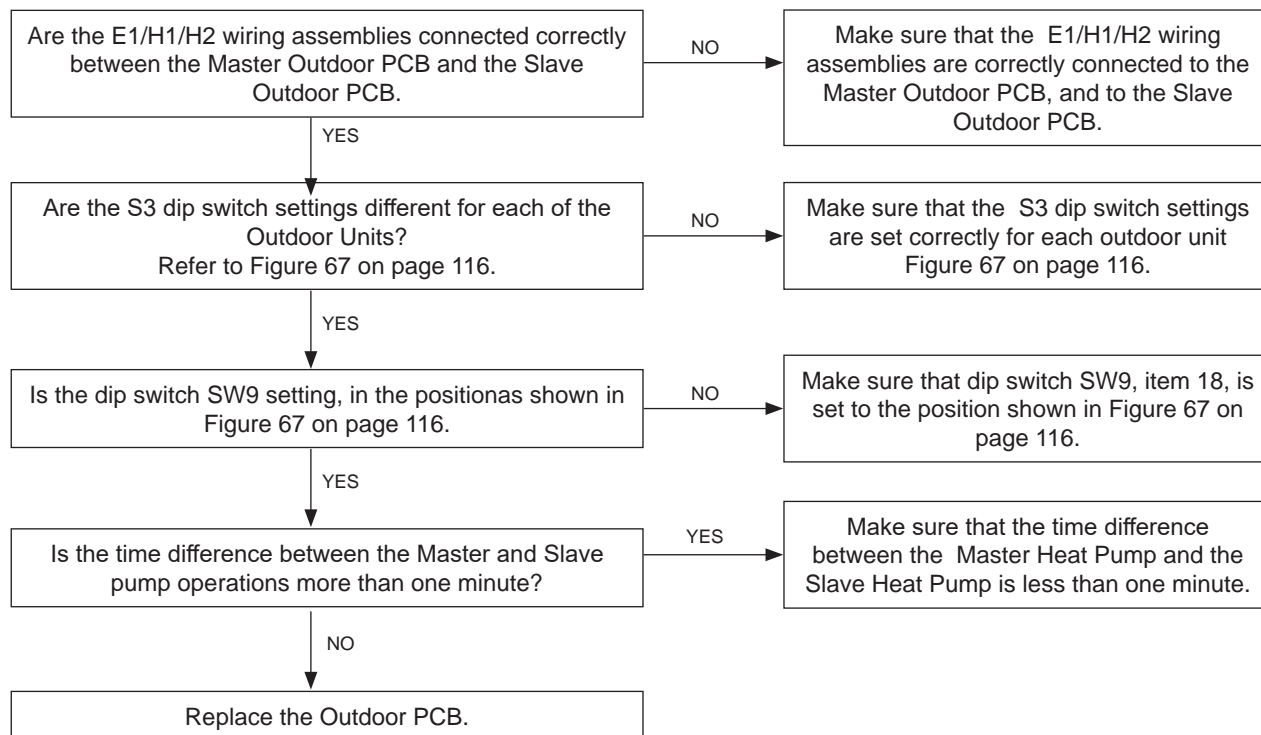 Are the E1/H1/H2 wiring assemblies connected correctly
between the Master Outdoor PCB and the Slave
Outdoor PCB.
NO
Make sure that the E1/H1/H2 wiring
assemblies are correctly connected to the
Master Outdoor PCB, and to the Slave
Outdoor PCB.
YES
Are the S3 dip switch settings different for each of the
Outdoor Units?
Refer to Figure 67 on page 116.
NO
Make sure that the S3 dip switch settings
are set correctly for each outdoor unit
Figure 67 on page 116.
YES
Is the dip switch SW9 setting, in the positionas shown in
Figure 67 on page 116.
NO
Make sure that dip switch SW9, item 18, is
set to the position shown in Figure 67 on
page 116.
YES
Is the time difference between the Master and Slave
pump operations more than one minute?
YES
Make sure that the time difference
between the Master Heat Pump and the
Slave Heat Pump is less than one minute.
NO
Replace the Outdoor PCB.